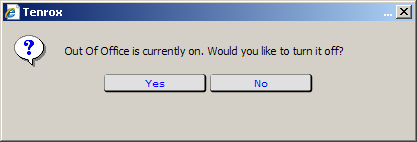 Tenrox
Out Of Office is currently on. Would you like to turn it off?
Yes No